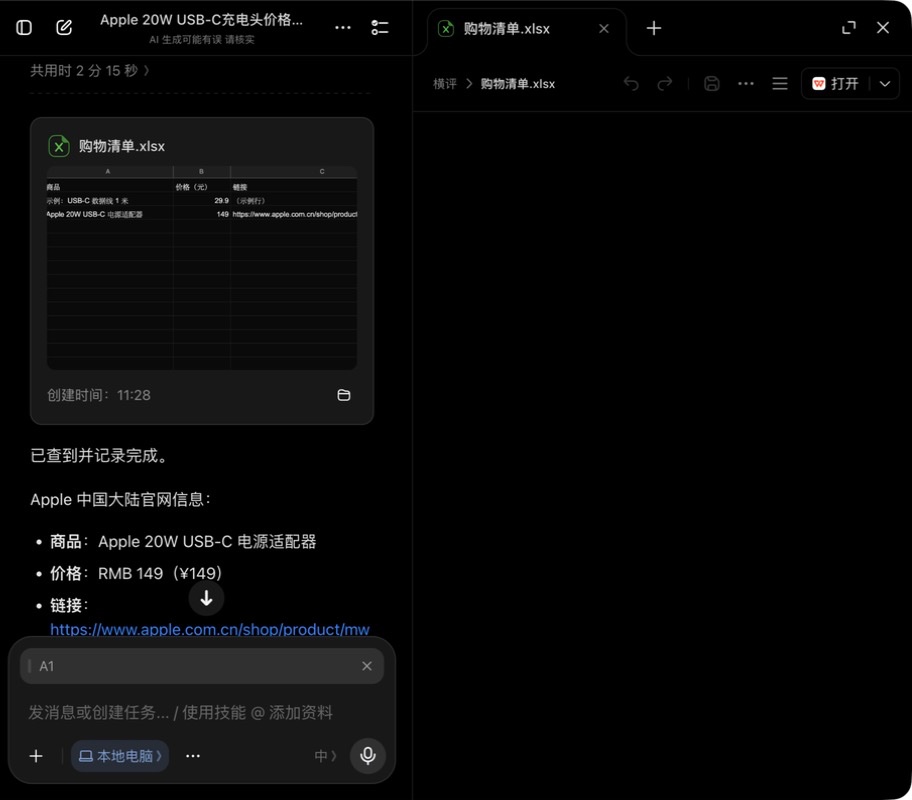 Apple 20W USB-C充电头价格...
AI 生成可能有误 请核实
共用时 2 分 15 秒 〉
购物清单.xlsx
A B C
商品 价格（元） 链接
示例：USB-C 数据线 1 米 29.9 （示例行）
Apple 20W USB-C 电源适配器 149 https://www.apple.com.cn/shop/product
创建时间：11:28
已查到并记录完成。
Apple 中国大陆官网信息：
• 商品：Apple 20W USB-C 电源适配器
• 价格：RMB 149（¥149）
• 链接：
https://www.apple.com.cn/shop/product/mw
A1
发消息或创建任务... / 使用技能 @ 添加资料
本地电脑 〉
中 〉
购物清单.xlsx
横评 〉 购物清单.xlsx
打开